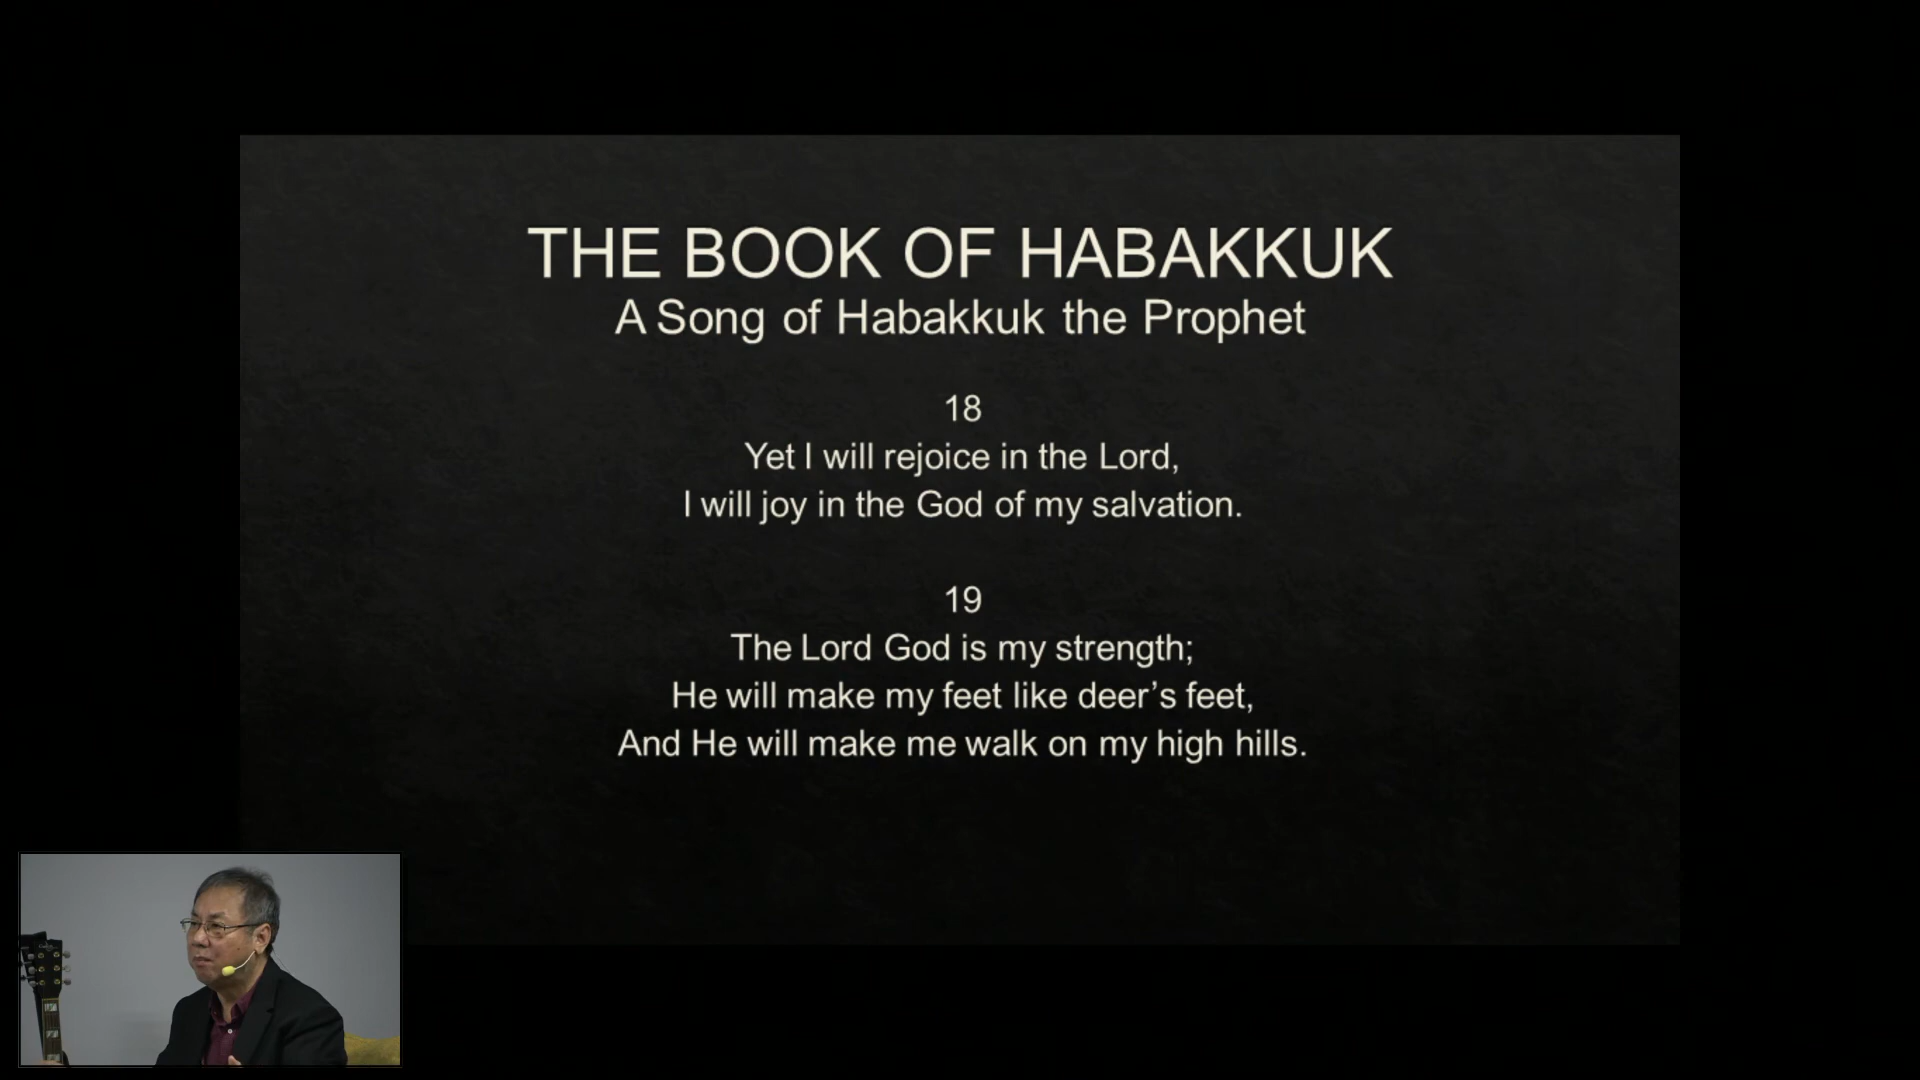 THE BOOK OF HABAKKUK
A Song of Habakkuk the Prophet
18
Yet I will rejoice in the Lord,
I will joy in the God of my salvation.
19
The Lord God is my strength;
He will make my feet like deer’s feet,
And He will make me walk on my high hills.